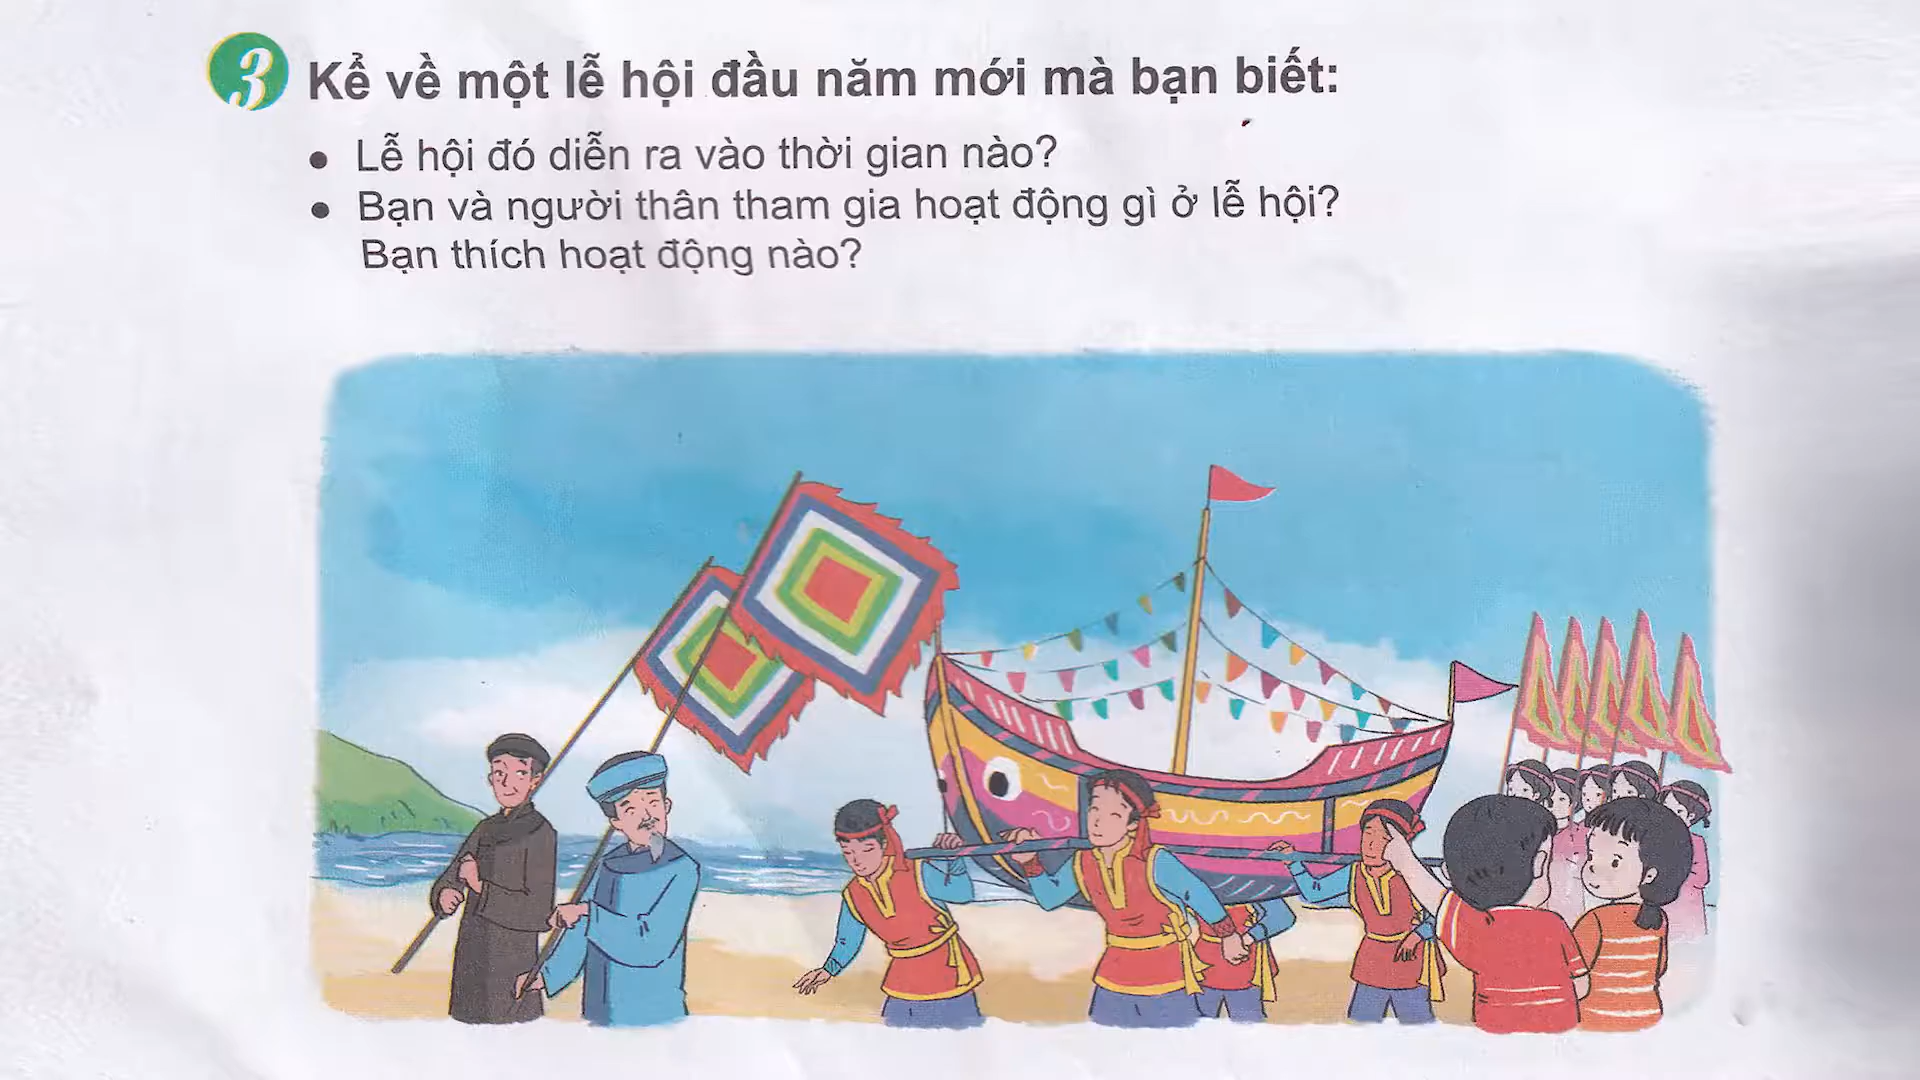 3 Kể về một lễ hội đầu năm mới mà bạn biết:
● Lễ hội đó diễn ra vào thời gian nào?
● Bạn và người thân tham gia hoạt động gì ở lễ hội?
Bạn thích hoạt động nào?